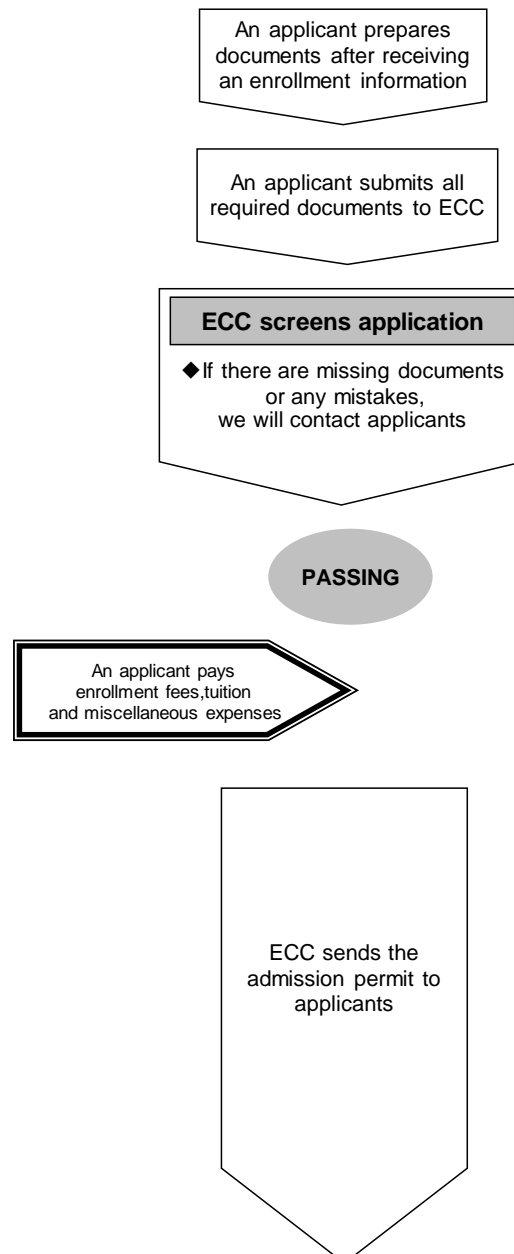 An applicant prepares
documents after receiving
an enrollment information
An applicant submits all
required documents to ECC
ECC screens application
◆If there are missing documents
or any mistakes,
we will contact applicants
PASSING
An applicant pays
enrollment fees,tuition
and miscellaneous expenses
ECC sends the
admission permit to
applicants